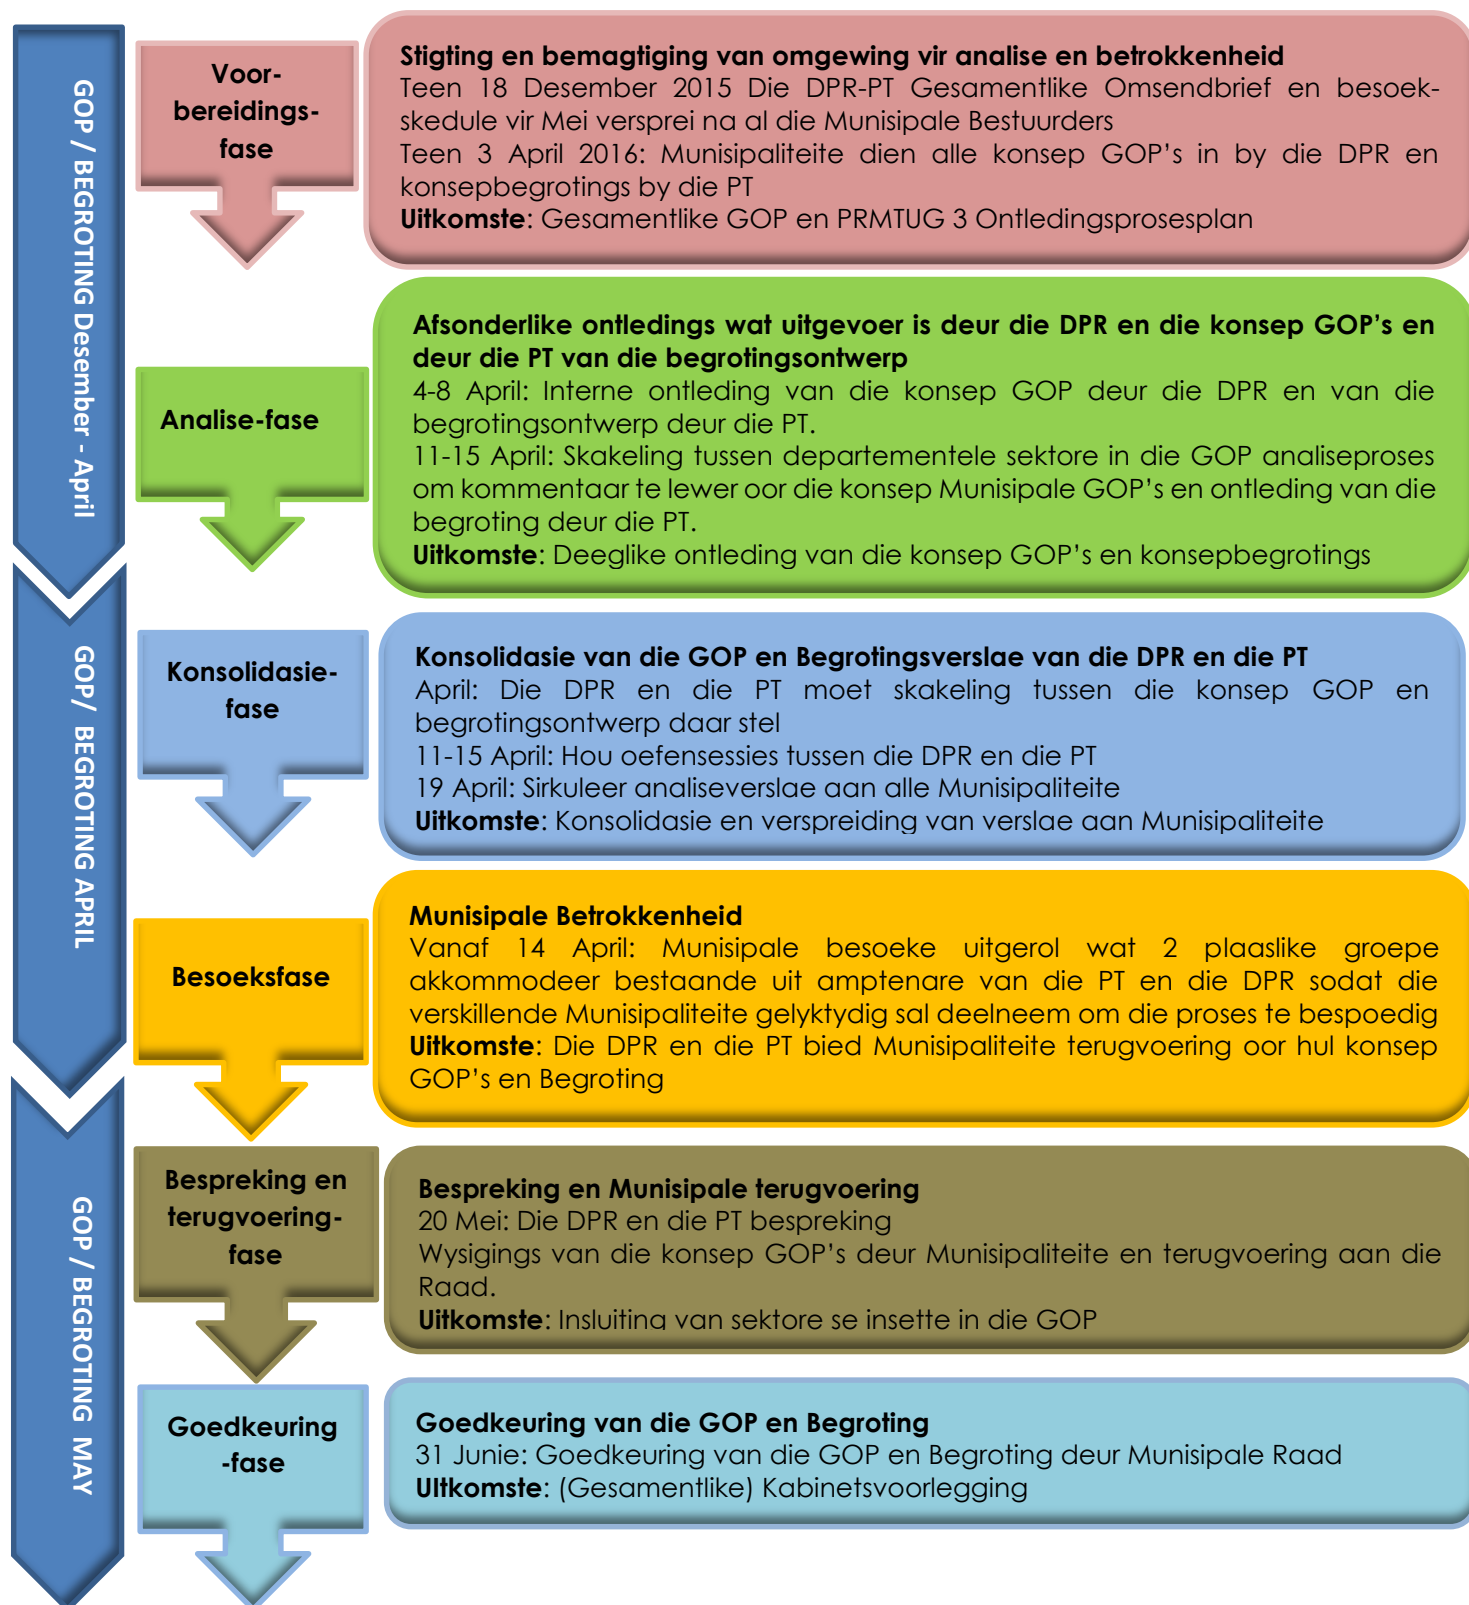 GOP / BEGROTING Desember - April
Voor-
bereidings-
fase
Stigting en bemagtiging van omgewing vir analise en betrokkenheid
Teen 18 Desember 2015 Die DPR-PT Gesamentlike Omsendbrief en besoek-
skedule vir Mei versprei na al die Munisipale Bestuurders
Teen 3 April 2016: Munisipaliteite dien alle konsep GOP's in by die DPR en
konsepbegrotings by die PT
Uitkomste: Gesamentlike GOP en PRMTUG 3 Ontledingsprosesplan
Analise-fase
Afsonderlike ontledings wat uitgevoer is deur die DPR en die konsep GOP's en
deur die PT van die begrotingsontwerp
4-8 April: Interne ontleding van die konsep GOP deur die DPR en van die
begrotingsontwerp deur die PT.
11-15 April: Skakeling tussen departementele sektore in die GOP analiseproses
om kommentaar te lewer oor die konsep Munisipale GOP's en ontleding van die
begroting deur die PT.
Uitkomste: Deeglike ontleding van die konsep GOP's en konsepbegrotings
GOP/ BEGROTING APRIL
Konsolidasie-
fase
Konsolidasie van die GOP en Begrotingsverslae van die DPR en die PT
April: Die DPR en die PT moet skakeling tussen die konsep GOP en
begrotingsontwerp daar stel
11-15 April: Hou oefensessies tussen die DPR en die PT
19 April: Sirkuleer analiseverslae aan alle Munisipaliteite
Uitkomste: Konsolidasie en verspreiding van verslae aan Munisipaliteite
Besoeksfase
Munisipale Betrokkenheid
Vanaf 14 April: Munisipale besoeke uitgerol wat 2 plaaslike groepe
akkommodeer bestaande uit amptenare van die PT en die DPR sodat die
verskillende Munisipaliteite gelyktydig sal deelneem om die proses te bespoedig
Uitkomste: Die DPR en die PT bied Munisipaliteite terugvoering oor hul konsep
GOP's en Begroting
GOP / BEGROTING MAY
Bespreking en
terugvoering-
fase
Bespreking en Munisipale terugvoering
20 Mei: Die DPR en die PT bespreking
Wysigings van die konsep GOP's deur Munisipaliteite en terugvoering aan die
Raad.
Uitkomste: Insluiting van sektore se insette in die GOP
Goedkeuring
-fase
Goedkeuring van die GOP en Begroting
31 Junie: Goedkeuring van die GOP en Begroting deur Munisipale Raad
UItkomste: (Gesamentlike) Kabinetsvoorlegging